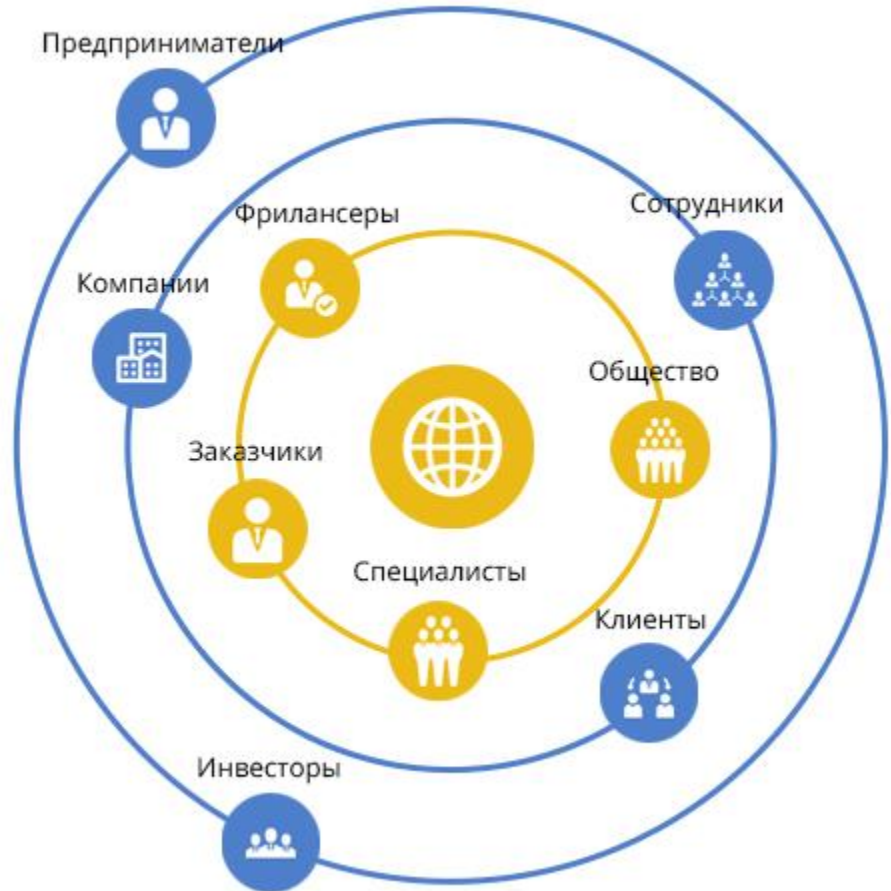 Предприниматели
Фрилансеры
Сотрудники
Компании
Общество
Заказчики
Специалисты
Клиенты
Инвесторы